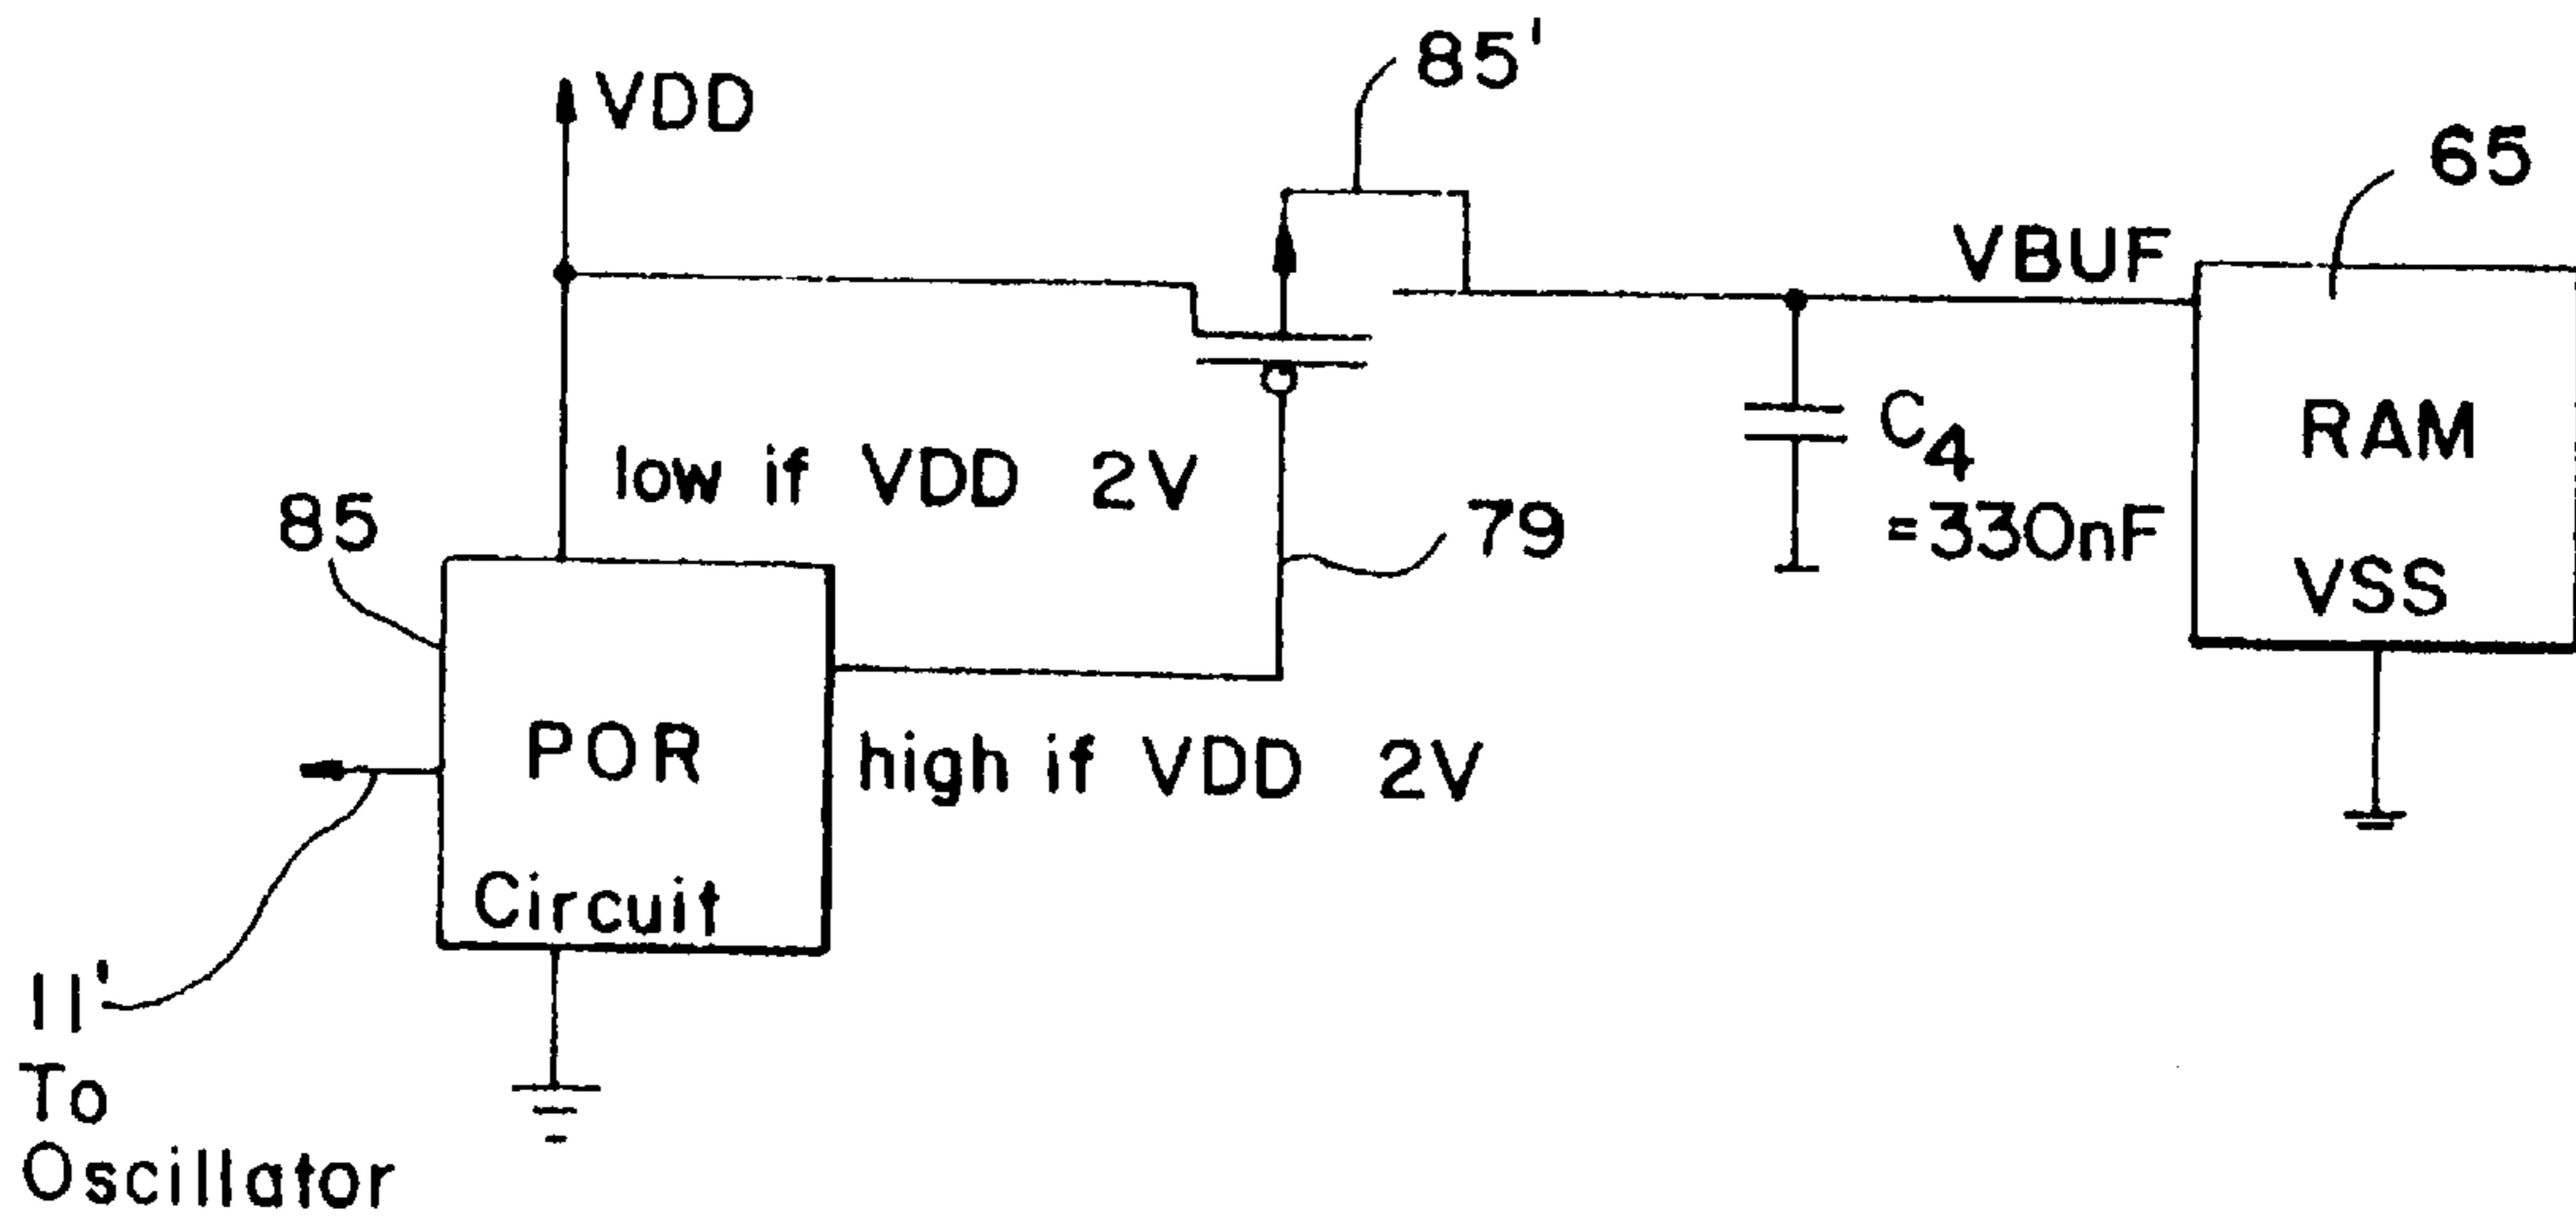 85'
VDD
65
VBUF
low if VDD 2V
C4
=330nF
RAM
VSS
85
79
POR
Circuit
high if VDD 2V
11'
To
Oscillator